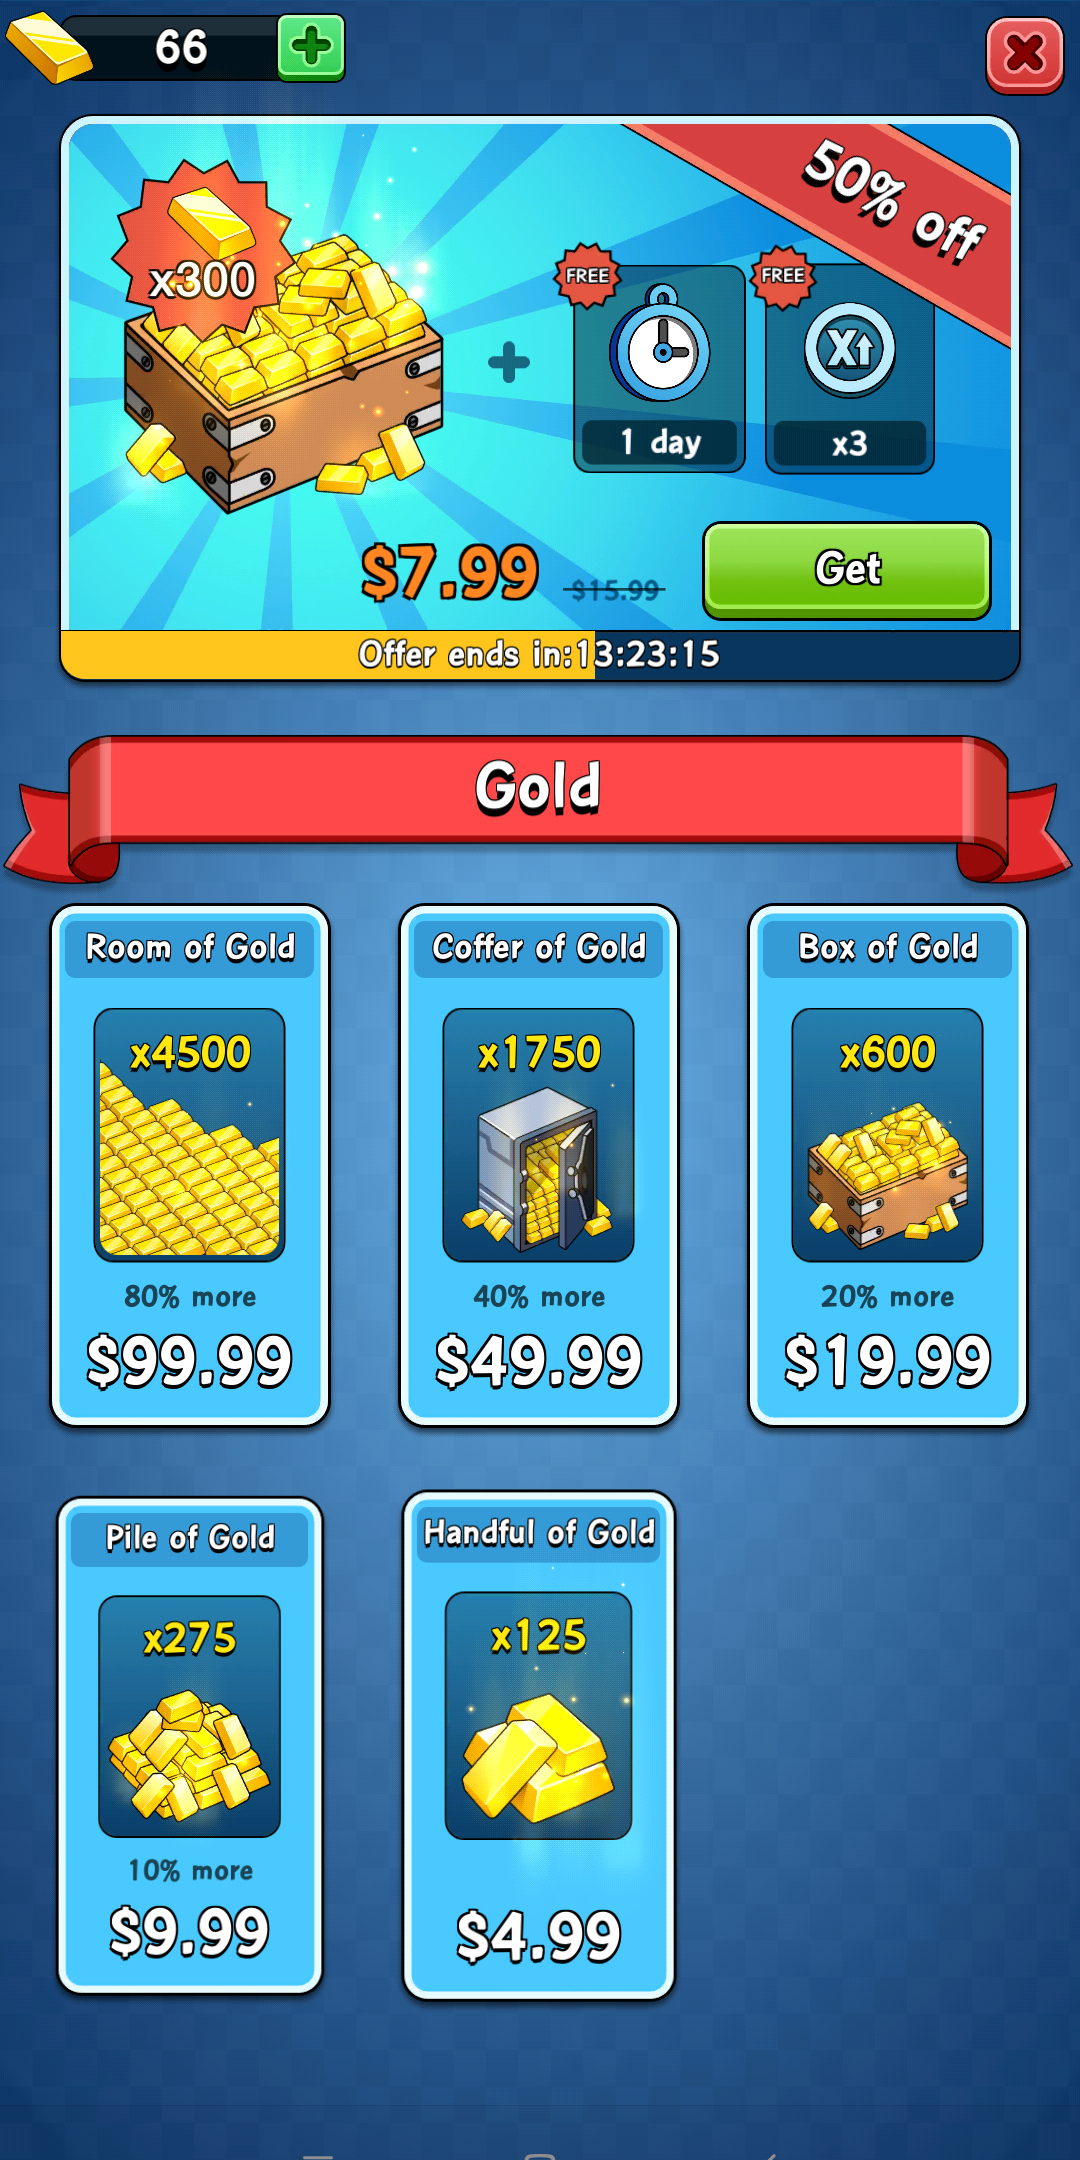 66
50% off
x300
FREE
FREE
X
1 day
x3
$7.99
$15.99
Get
Offer ends in:13:23:15
Gold
Room of Gold
x4500
80% more
$99.99
Coffer of Gold
x1750
40% more
$49.99
Box of Gold
x600
20% more
$19.99
Pile of Gold
x275
10% more
$9.99
Handful of Gold
x125
$4.99